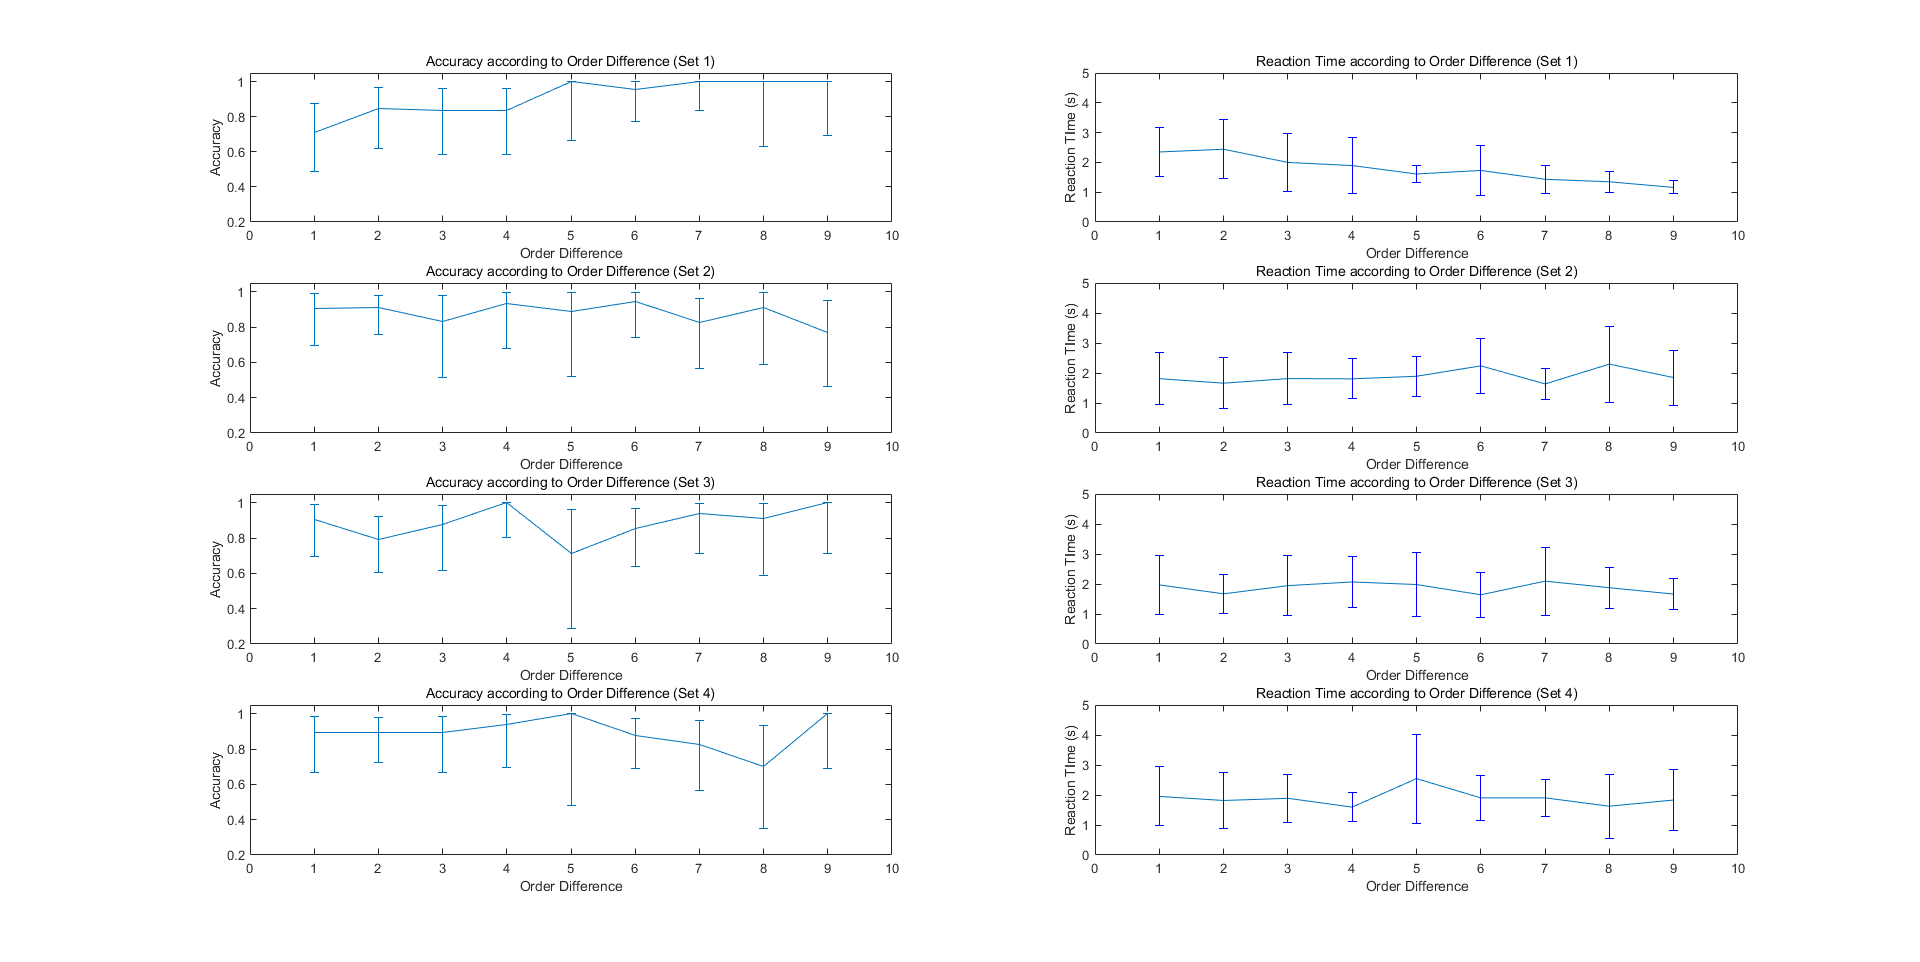 Accuracy according to Order Difference (Set 1)
Accuracy
1
0.8
0.6
0.4
0.2
0 1 2 3 4 5 6 7 8 9 10
Order Difference
Reaction Time according to Order Difference (Set 1)
Reaction TIme (s)
5
4
3
2
1
0
0 1 2 3 4 5 6 7 8 9 10
Order Difference
Accuracy according to Order Difference (Set 2)
Accuracy
1
0.8
0.6
0.4
0.2
0 1 2 3 4 5 6 7 8 9 10
Order Difference
Reaction Time according to Order Difference (Set 2)
Reaction TIme (s)
5
4
3
2
1
0
0 1 2 3 4 5 6 7 8 9 10
Order Difference
Accuracy according to Order Difference (Set 3)
Accuracy
1
0.8
0.6
0.4
0.2
0 1 2 3 4 5 6 7 8 9 10
Order Difference
Reaction Time according to Order Difference (Set 3)
Reaction TIme (s)
5
4
3
2
1
0
0 1 2 3 4 5 6 7 8 9 10
Order Difference
Accuracy according to Order Difference (Set 4)
Accuracy
1
0.8
0.6
0.4
0.2
0 1 2 3 4 5 6 7 8 9 10
Order Difference
Reaction Time according to Order Difference (Set 4)
Reaction TIme (s)
5
4
3
2
1
0
0 1 2 3 4 5 6 7 8 9 10
Order Difference